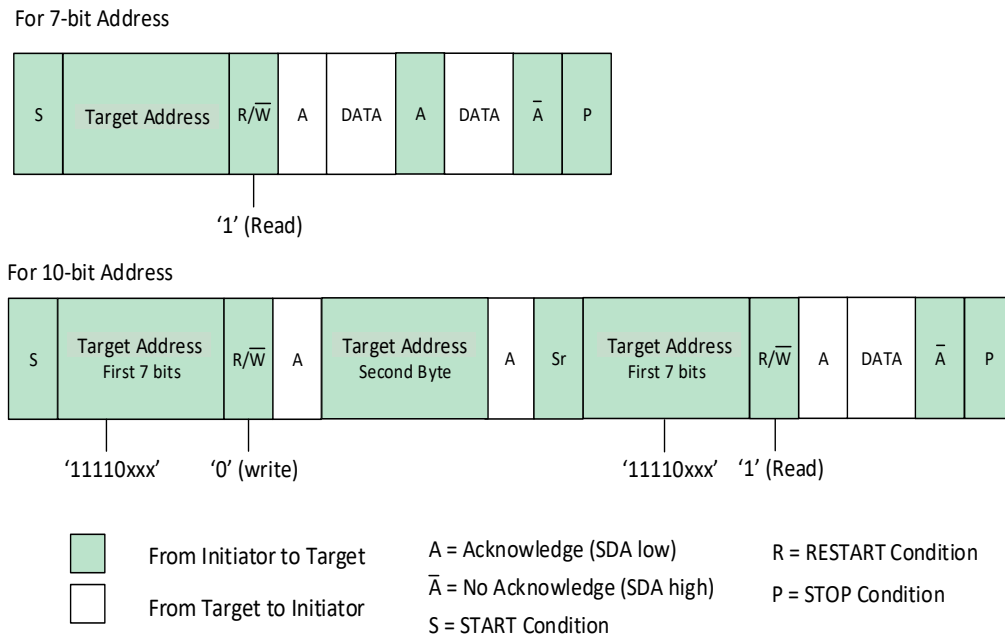 For 7-bit Address
S Target Address R/W̅ A DATA A DATA A̅ P
‘1’ (Read)
For 10-bit Address
S Target Address First 7 bits R/W̅ A Target Address Second Byte A Sr Target Address First 7 bits R/W̅ A DATA A̅ P
‘11110xxx’ ‘0’ (write) ‘11110xxx’ ‘1’ (Read)
From Initiator to Target
From Target to Initiator
A = Acknowledge (SDA low)
A̅ = No Acknowledge (SDA high)
S = START Condition
R = RESTART Condition
P = STOP Condition